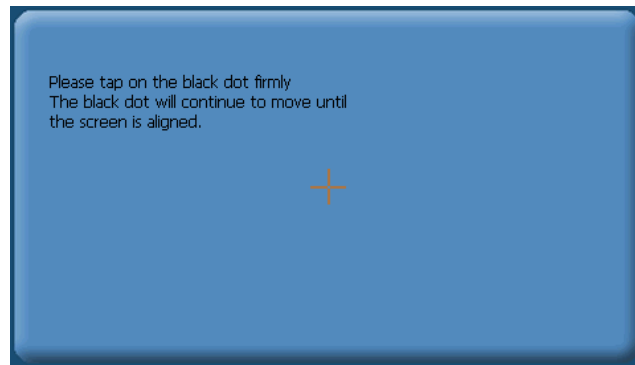 Please tap on the black dot firmly
The black dot will continue to move until
the screen is aligned.